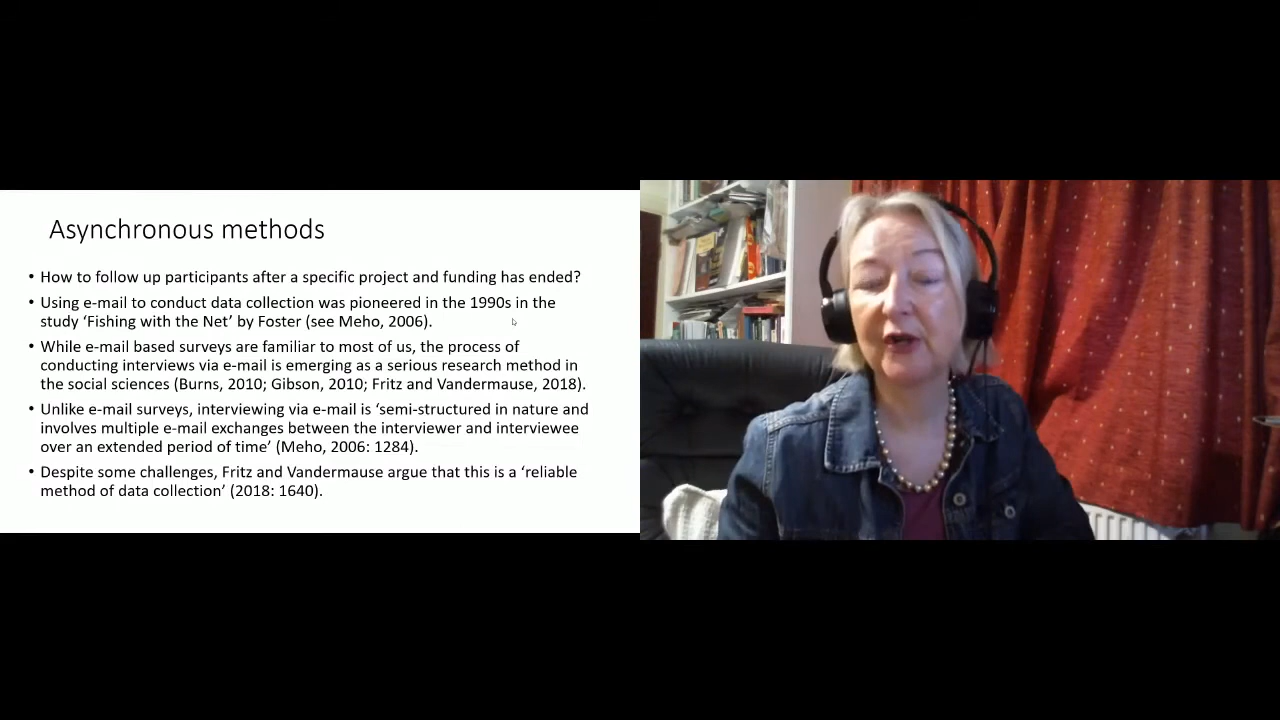 Asynchronous methods
• How to follow up participants after a specific project and funding has ended?
• Using e-mail to conduct data collection was pioneered in the 1990s in the
study ‘Fishing with the Net’ by Foster (see Meho, 2006).
• While e-mail based surveys are familiar to most of us, the process of
conducting interviews via e-mail is emerging as a serious research method in
the social sciences (Burns, 2010; Gibson, 2010; Fritz and Vandermause, 2018).
• Unlike e-mail surveys, interviewing via e-mail is ‘semi-structured in nature and
involves multiple e-mail exchanges between the interviewer and interviewee
over an extended period of time’ (Meho, 2006: 1284).
• Despite some challenges, Fritz and Vandermause argue that this is a ‘reliable
method of data collection’ (2018: 1640).